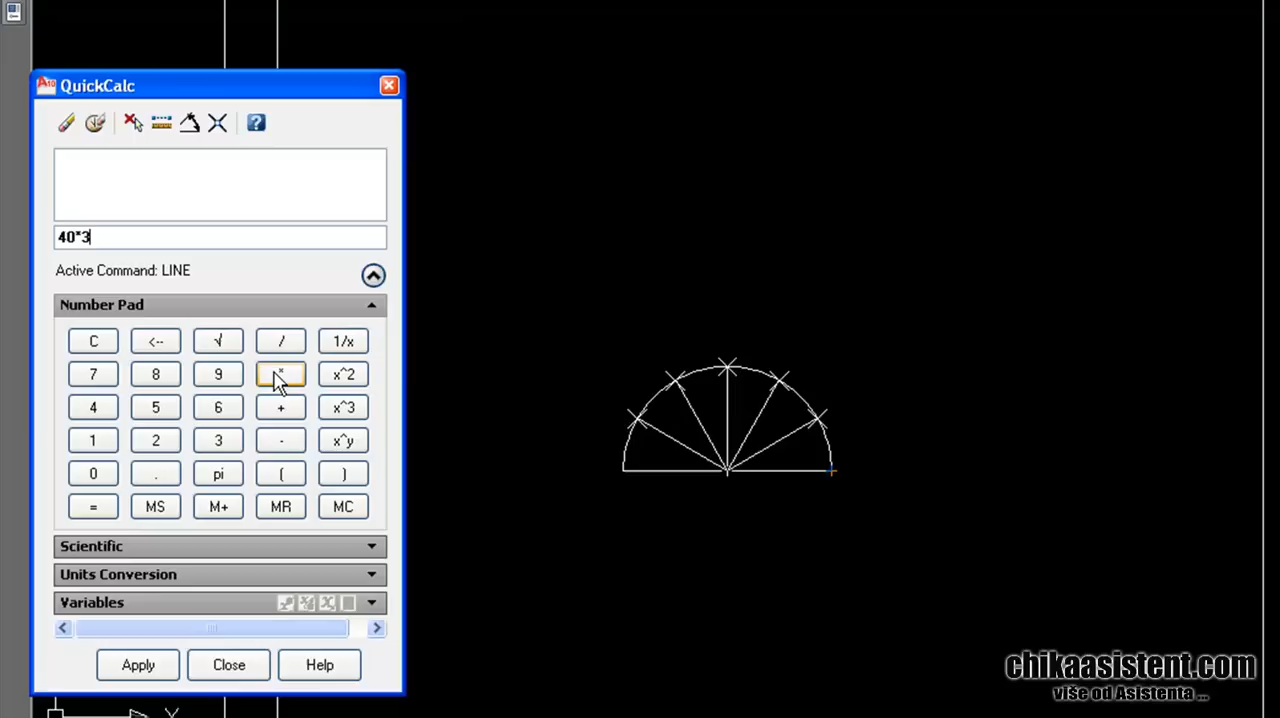 QuickCalc
40*3
Active Command: LINE
Number Pad
C <-- √ / 1/x
7 8 9 * x^2
4 5 6 + x^3
1 2 3 - x^y
0 . pi ( )
= MS M+ MR MC
Scientific
Units Conversion
Variables
Apply Close Help
X
chikaasistent.com
više od Asistenta ...